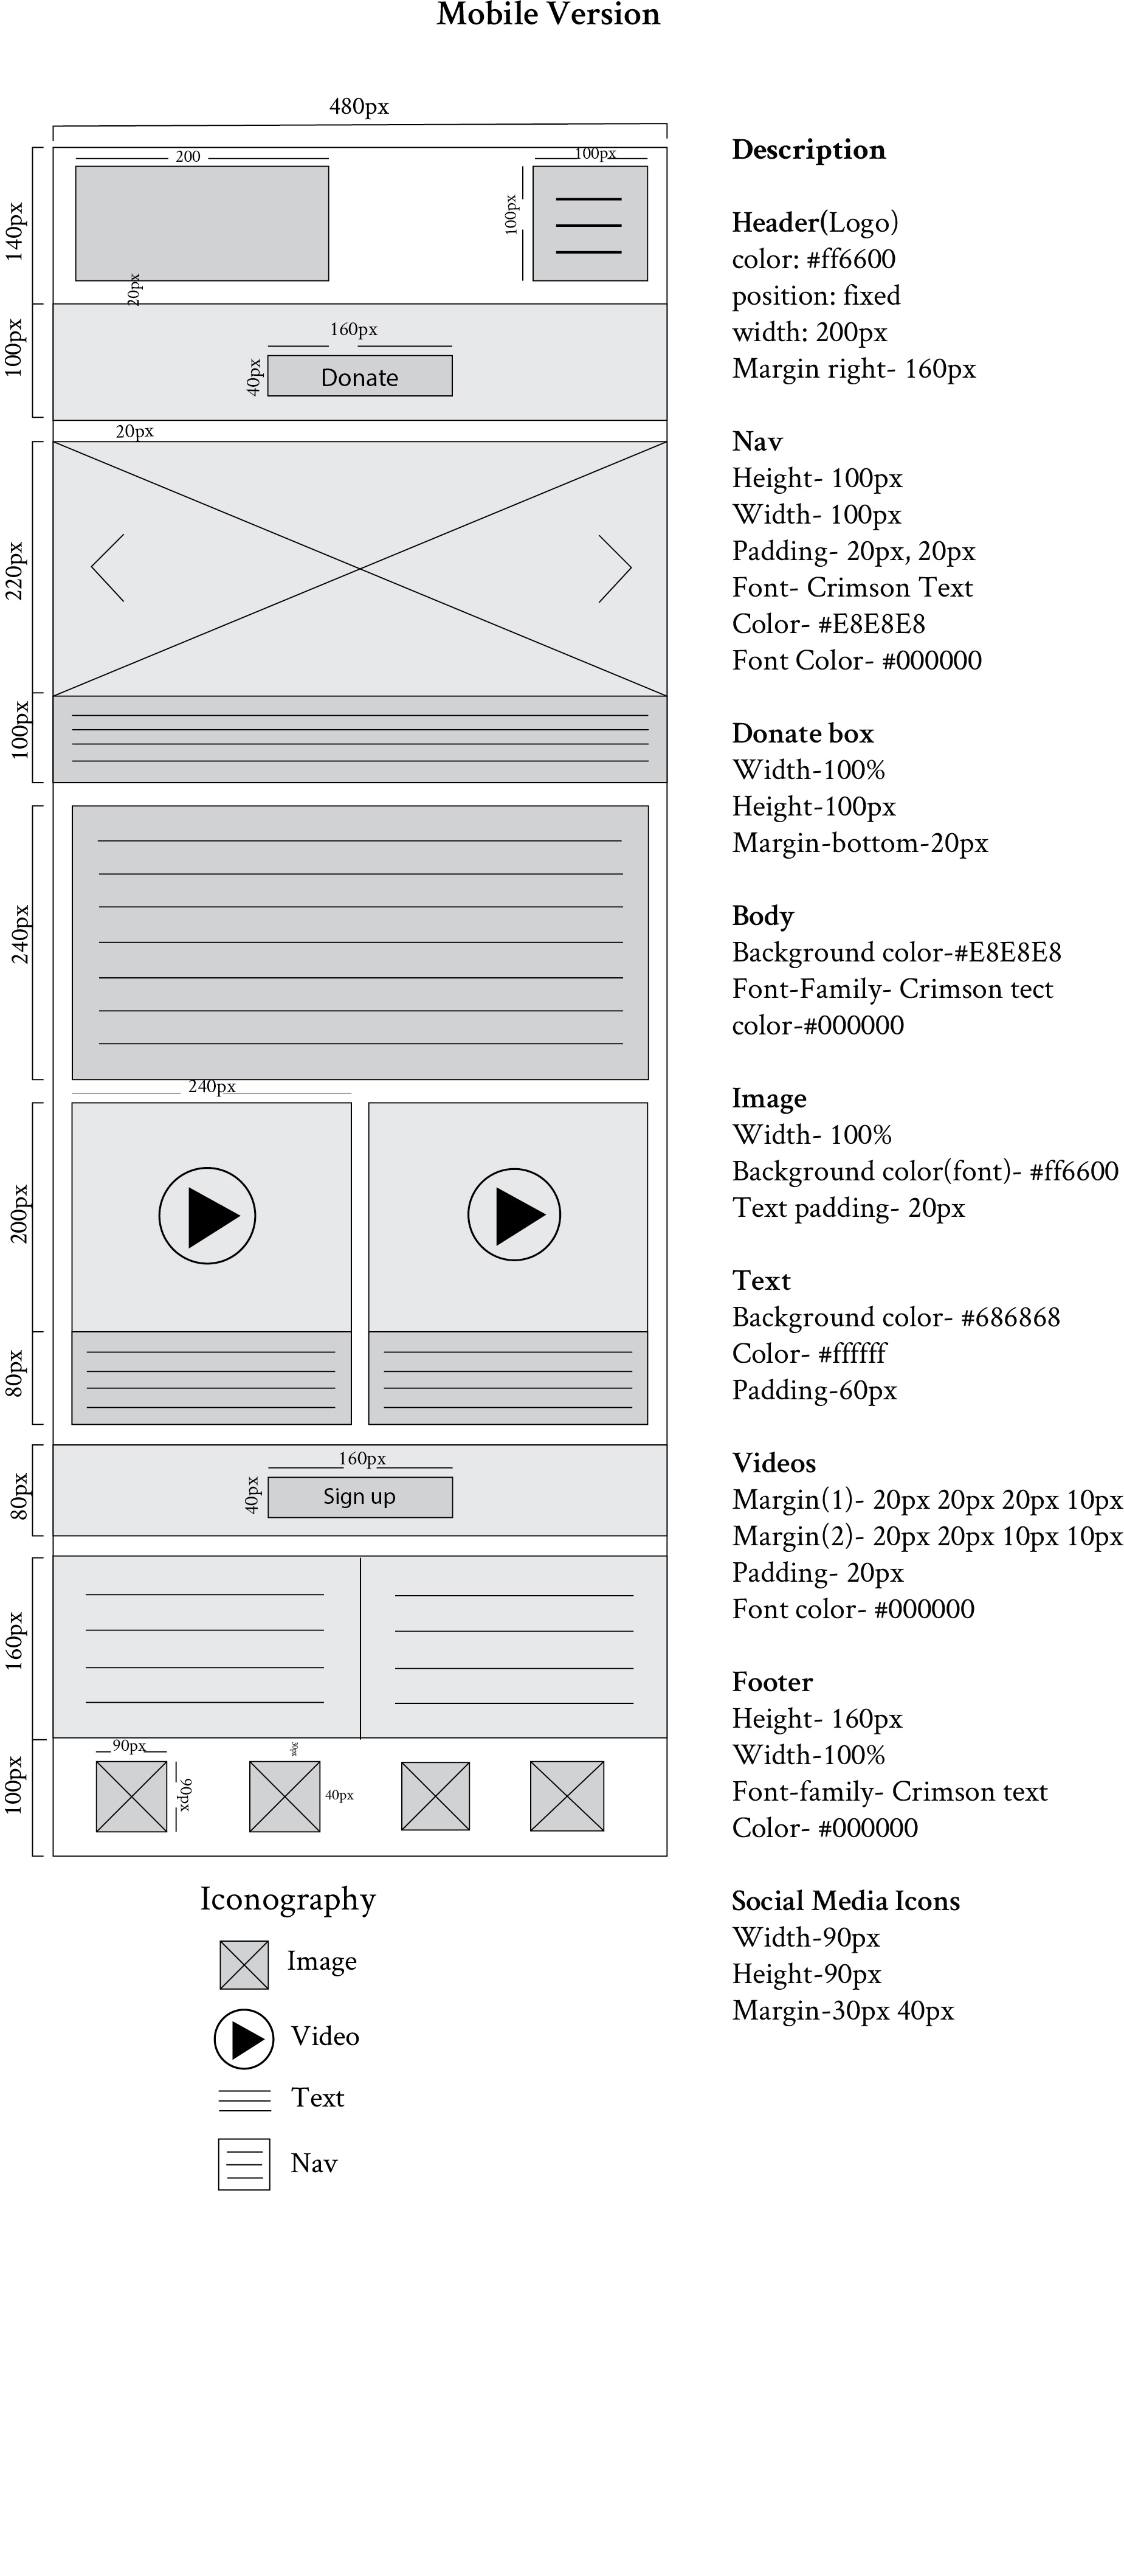 Mobile Version
480px
200
100px
140px
100px
20px
100px
160px
40px
Donate
20px
220px
100px
240px
240px
200px
80px
80px
160px
40px
Sign up
160px
100px
90px
90px
30px
40px
Iconography
Image
Video
Text
Nav
Description
Header(Logo)
color: #ff6600
position: fixed
width: 200px
Margin right- 160px
Nav
Height- 100px
Width- 100px
Padding- 20px, 20px
Font- Crimson Text
Color- #E8E8E8
Font Color- #000000
Donate box
Width-100%
Height-100px
Margin-bottom-20px
Body
Background color-#E8E8E8
Font-Family- Crimson tect
color-#000000
Image
Width- 100%
Background color(font)- #ff6600
Text padding- 20px
Text
Background color- #686868
Color- #ffffff
Padding-60px
Videos
Margin(1)- 20px 20px 20px 10px
Margin(2)- 20px 20px 10px 10px
Padding- 20px
Font color- #000000
Footer
Height- 160px
Width-100%
Font-family- Crimson text
Color- #000000
Social Media Icons
Width-90px
Height-90px
Margin-30px 40px